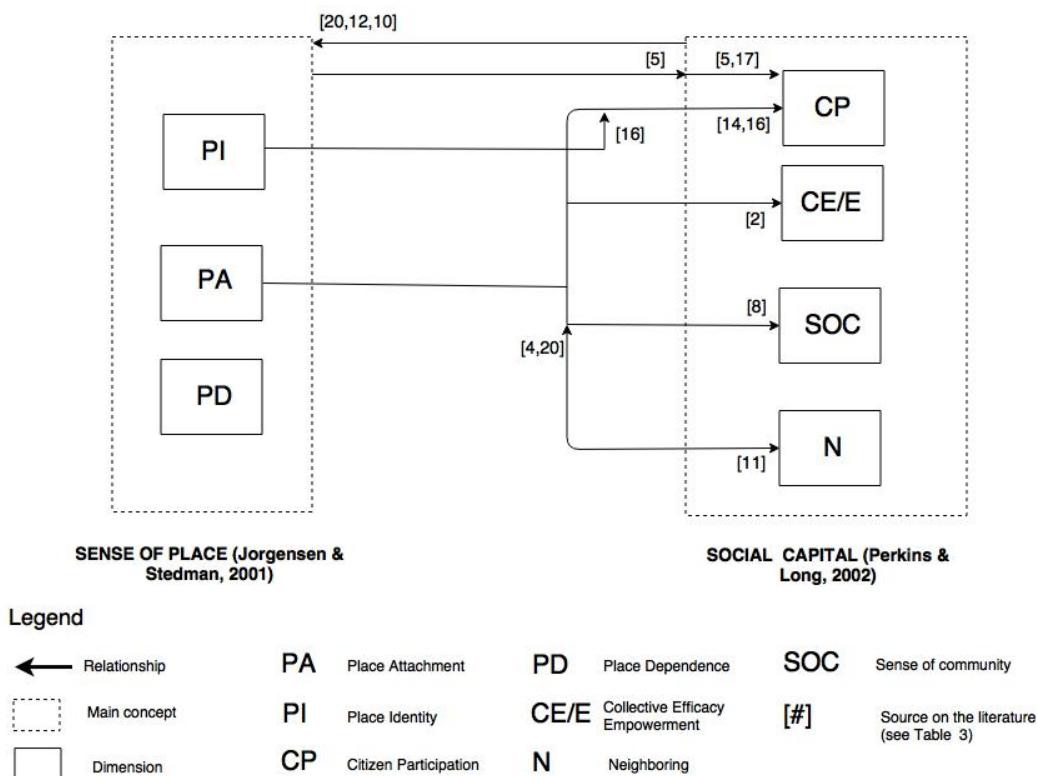 [20,12,10]
[5]
[5,17]
CP
[14,16]
PI
[16]
CE/E
[2]
PA
[8]
SOC
[4,20]
PD
N
[11]
SENSE OF PLACE (Jorgensen &
Stedman, 2001)
SOCIAL CAPITAL (Perkins &
Long, 2002)
Legend
Relationship
PA Place Attachment
PD Place Dependence
SOC Sense of community
Main concept
PI Place Identity
CE/E Collective Efficacy
Empowerment
[#] Source on the literature
(see Table 3)
Dimension
CP Citizen Participation
N Neighboring